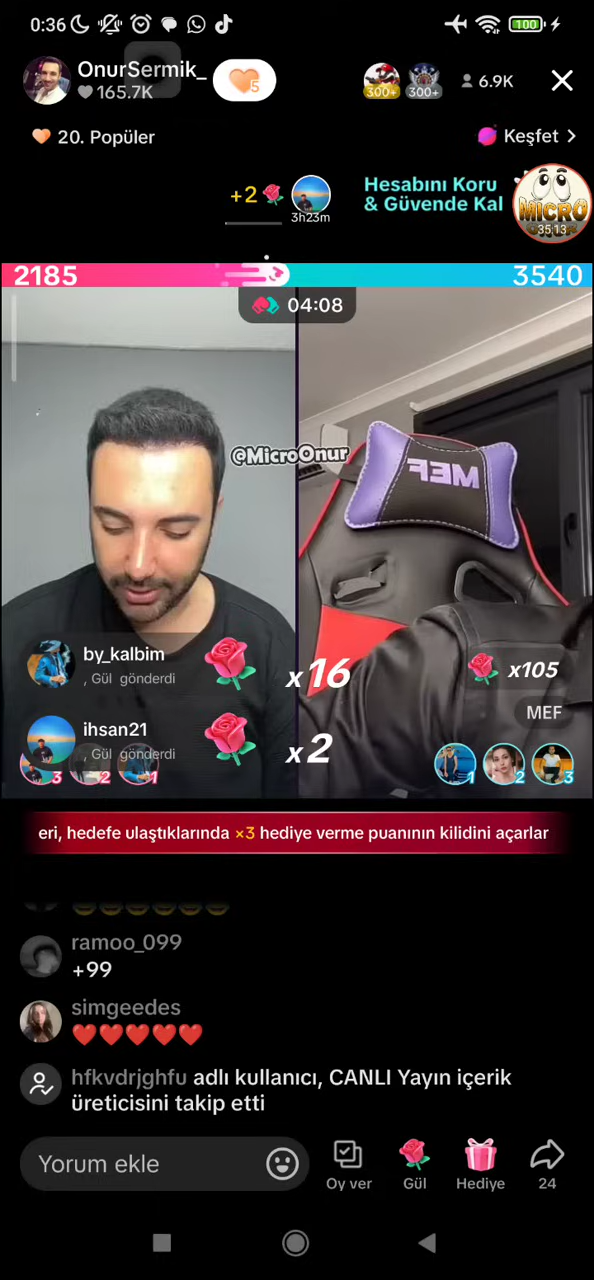 0:36
100
OnurSermik_
165.7K
5
300+
300+
6.9K
20. Popüler
Keşfet
+2
3h23m
Hesabını Koru
& Güvende Kal
MICRO
35:13
2185
3540
04:08
@MicroOnur
MEF
by_kalbim
, Gül gönderdi
x16
x105
MEF
ihsan21
, Gül gönderdi
x2
3
2
1
1
2
3
eri, hedefe ulaştıklarında ×3 hediye verme puanının kilidini açarlar
ramoo_099
+99
simgeedes
hfkvdrjghfu adlı kullanıcı, CANLI Yayın içerik
üreticisini takip etti
Yorum ekle
Oy ver
Gül
Hediye
24